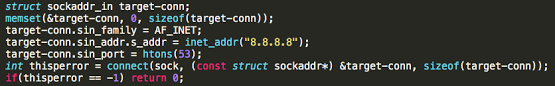 struct sockaddr_in target-conn;
memset(&target-conn, 0, sizeof(target-conn));
target-conn.sin_family = AF_INET;
target-conn.sin_addr.s_addr = inet_addr("8.8.8.8");
target-conn.sin_port = htons(53);
int thisperror = connect(sock, (const struct sockaddr*) &target-conn, sizeof(target-conn));
if(thisperror == -1) return 0;